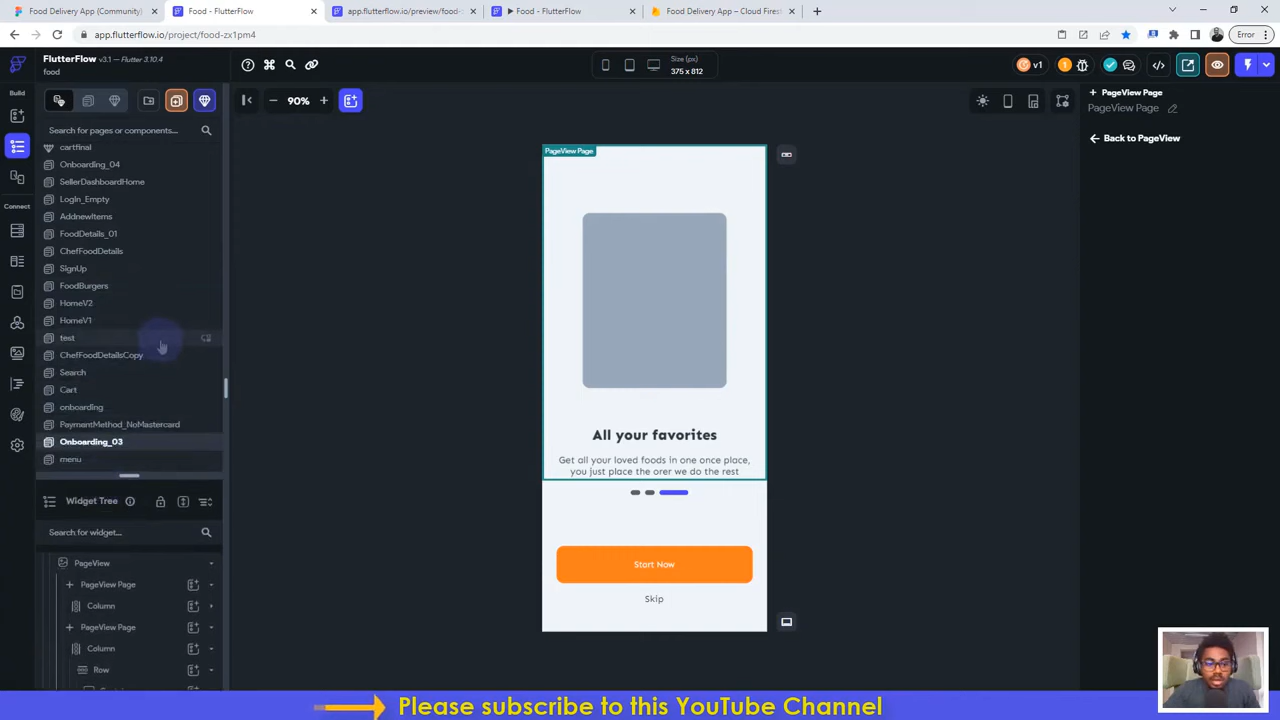 Food Delivery App (Community)
Food - FlutterFlow
app.flutterflow.io/preview/food-
Food - FlutterFlow
Food Delivery App – Cloud Fires
app.flutterflow.io/project/food-zx1pm4
Error
FlutterFlow v3.1 — Flutter 3.10.4
food
Size (px)
375 x 812
v1
1
Build
90%
PageView Page
PageView Page
Back to PageView
Search for pages or components...
cartfinal
Onboarding_04
SellerDashboardHome
LogIn_Empty
AddnewItems
Connect
FoodDetails_01
ChefFoodDetails
SignUp
FoodBurgers
HomeV2
HomeV1
test
ChefFoodDetailsCopy
Search
Cart
onboarding
PaymentMethod_NoMastercard
Onboarding_03
menu
Widget Tree
Search for widget...
PageView
PageView Page
Column
PageView Page
Column
Row
PageView Page
All your favorites
Get all your loved foods in one once place,
you just place the orer we do the rest
Start Now
Skip
Please subscribe to this YouTube Channel